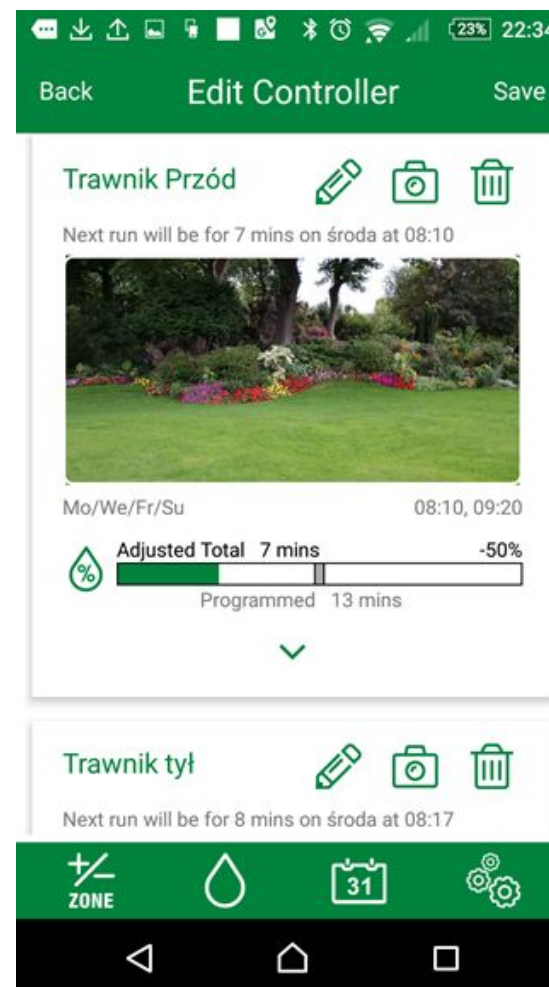 23% 22:34
Back Edit Controller Save
Trawnik Przód
Next run will be for 7 mins on środa at 08:10
Mo/We/Fr/Su 08:10, 09:20
Adjusted Total 7 mins -50%
%
Programmed 13 mins
Trawnik tył
Next run will be for 8 mins on środa at 08:17
+/− 31
ZONE